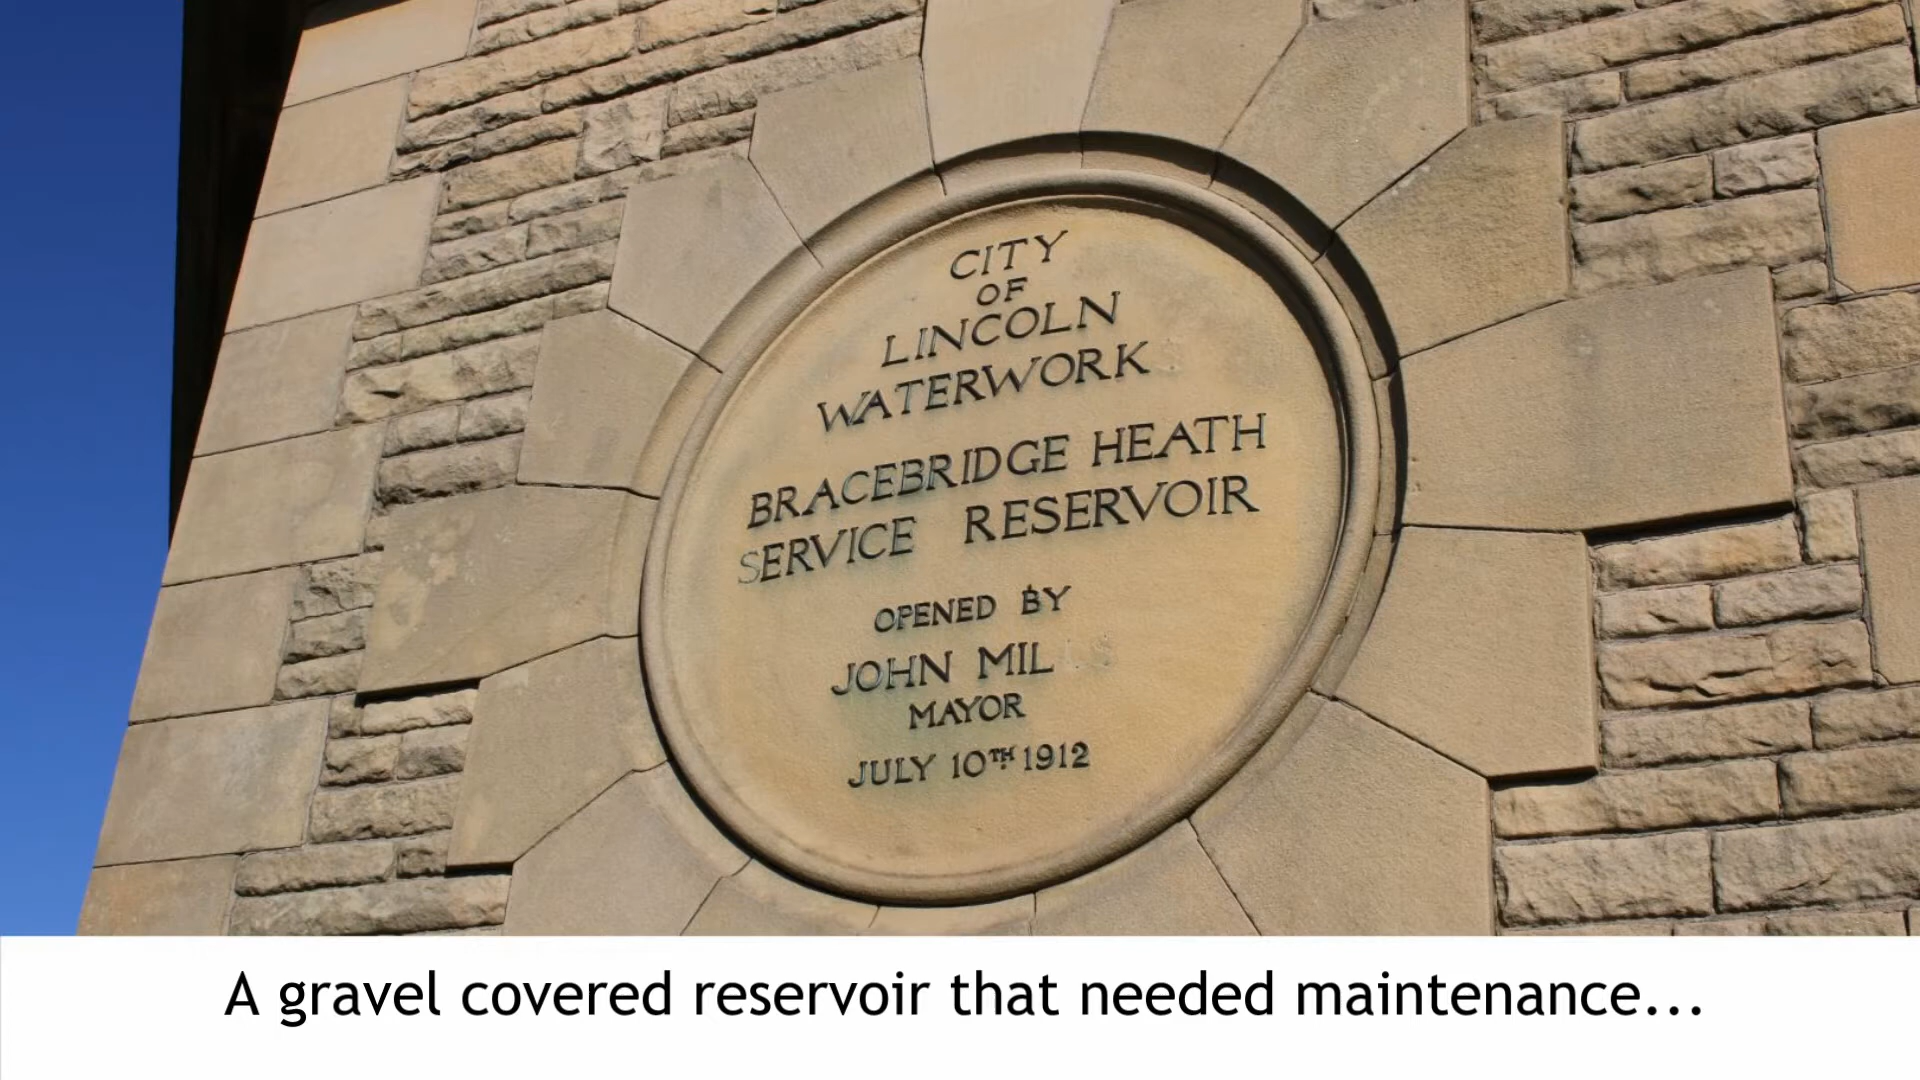 CITY
OF
LINCOLN
WATERWORK
BRACEBRIDGE HEATH
SERVICE RESERVOIR
OPENED BY
JOHN MILLS
MAYOR
JULY 10TH 1912
A gravel covered reservoir that needed maintenance...